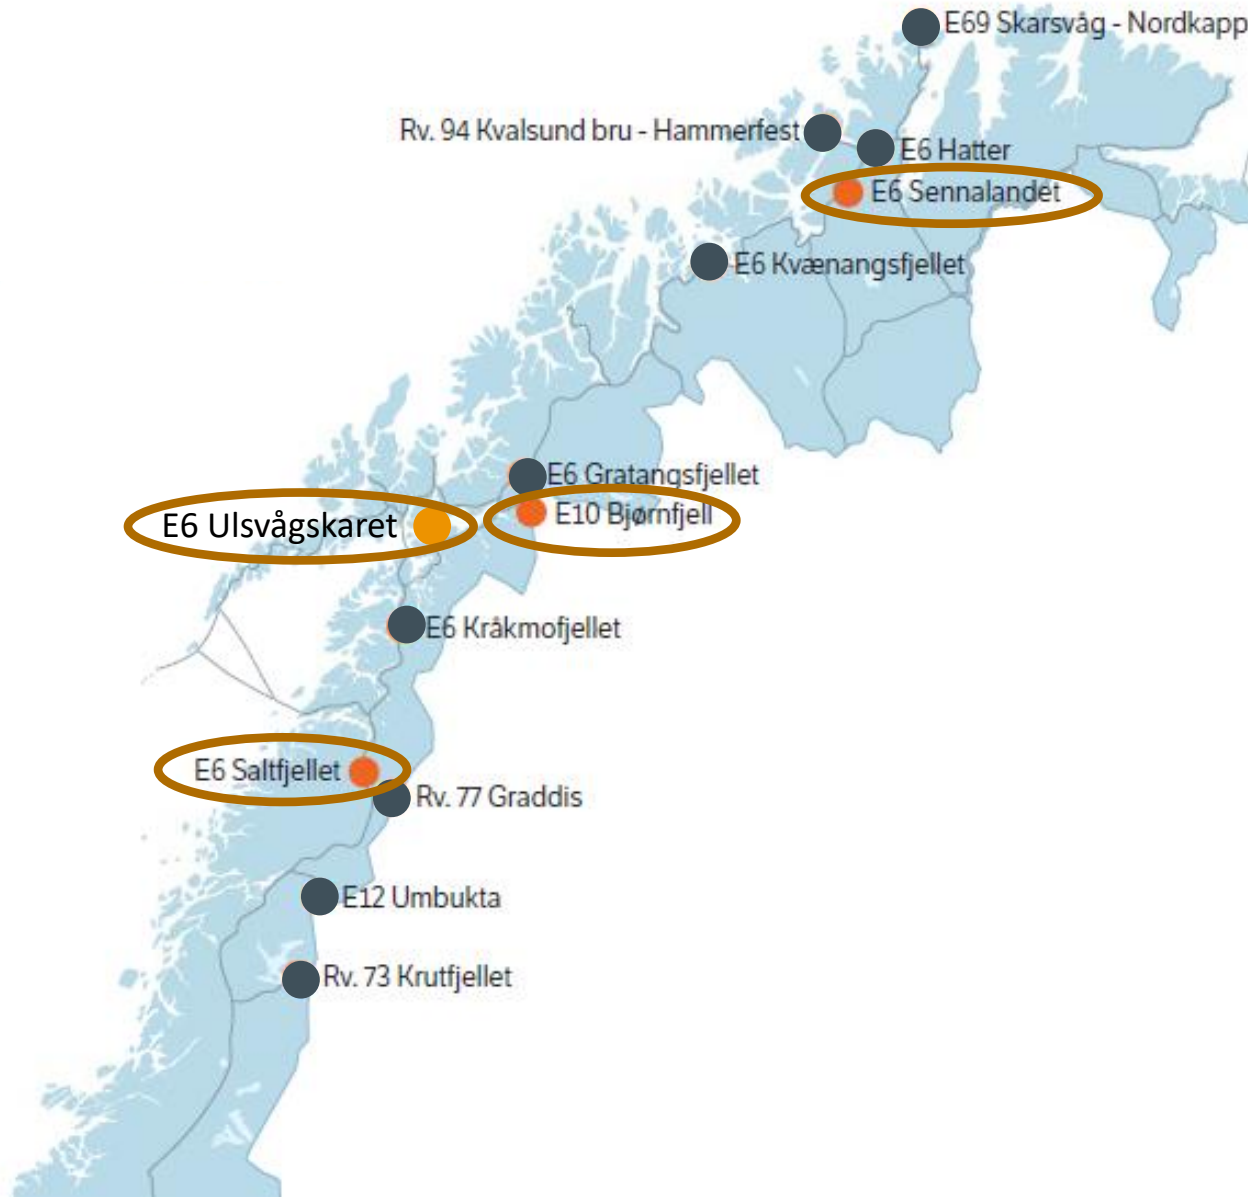 E69 Skarsvåg - Nordkapp
Rv. 94 Kvalsund bru - Hammerfest
E6 Hatter
E6 Sennalandet
E6 Kvænangsfjellet
E6 Gratangsfjellet
E10 Bjørnfjell
E6 Ulsvågskaret
E6 Kråkmofjellet
E6 Saltfjellet
Rv. 77 Graddis
E12 Umbukta
Rv. 73 Krutfjellet